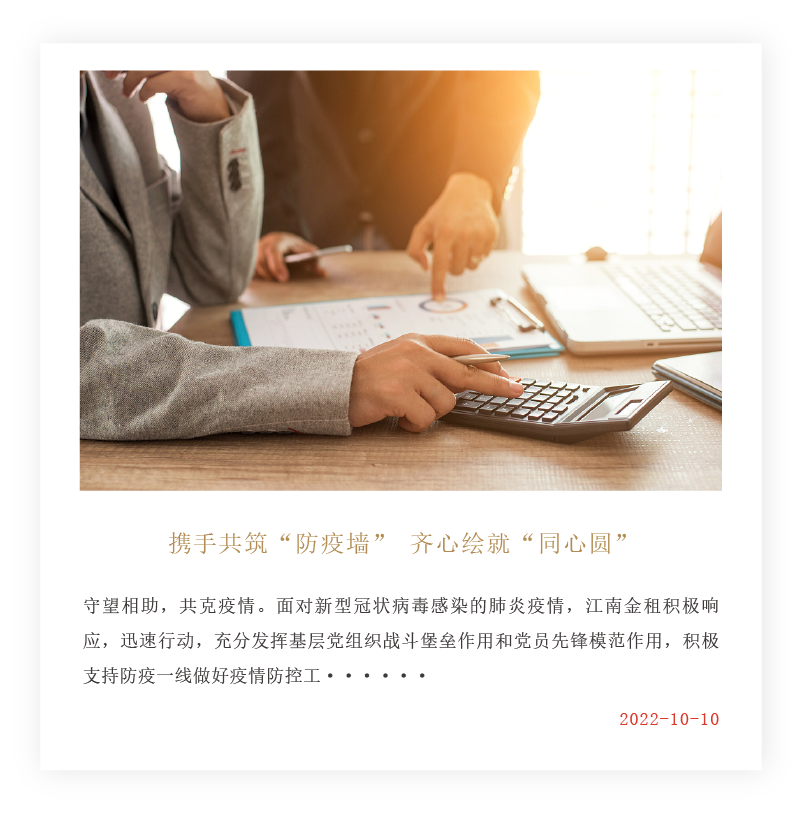 携手共筑“防疫墙” 齐心绘就“同心圆”
守望相助，共克疫情。面对新型冠状病毒感染的肺炎疫情，江南金租积极响
应，迅速行动，充分发挥基层党组织战斗堡垒作用和党员先锋模范作用，积极
支持防疫一线做好疫情防控工••••••
2022-10-10